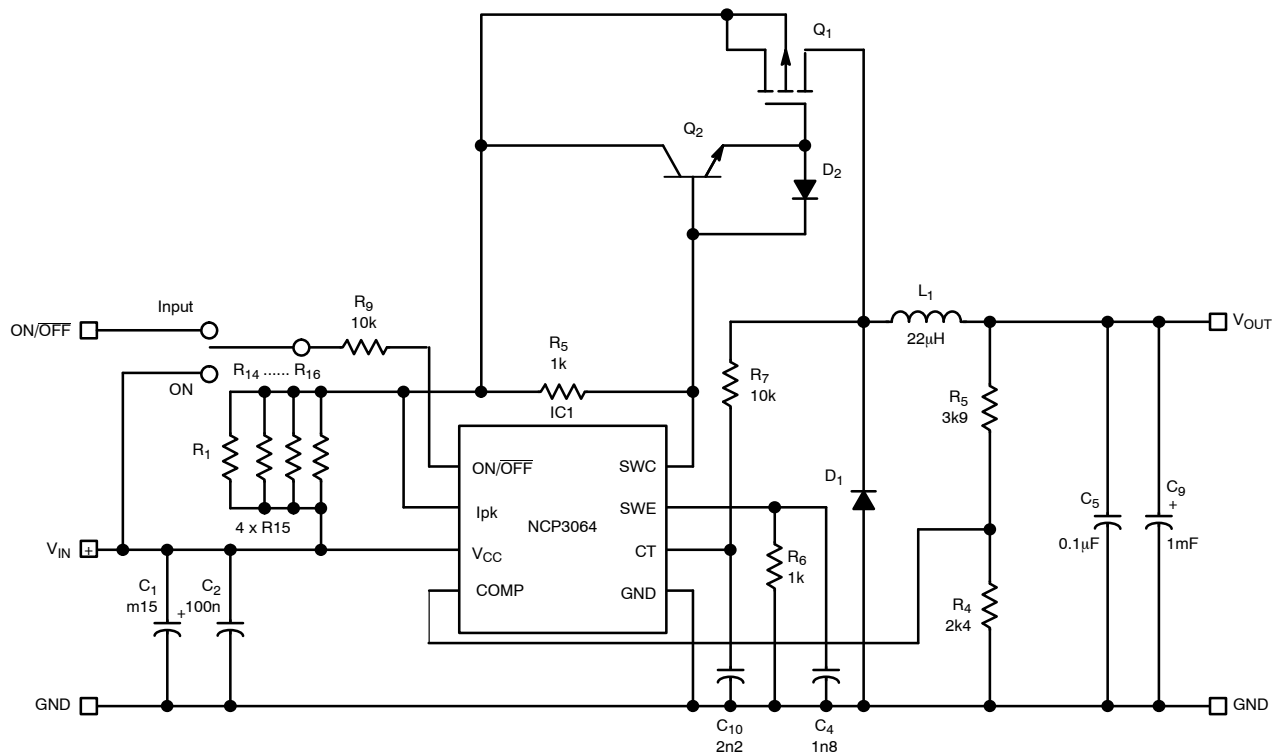 Q1
Q2
D2
L1
22μH
Input
ON/OFF
R9
10k
VOUT
R14 ...... R16
ON
R5
1k
IC1
R7
10k
R5
3k9
R1
ON/OFF
SWC
D1
Ipk
SWE
C5
C9
+
4 x R15
NCP3064
0.1μF
1mF
VIN
+
VCC
CT
R6
1k
C1
m15
+
C2
100n
COMP
GND
R4
2k4
GND
GND
C10
2n2
C4
1n8